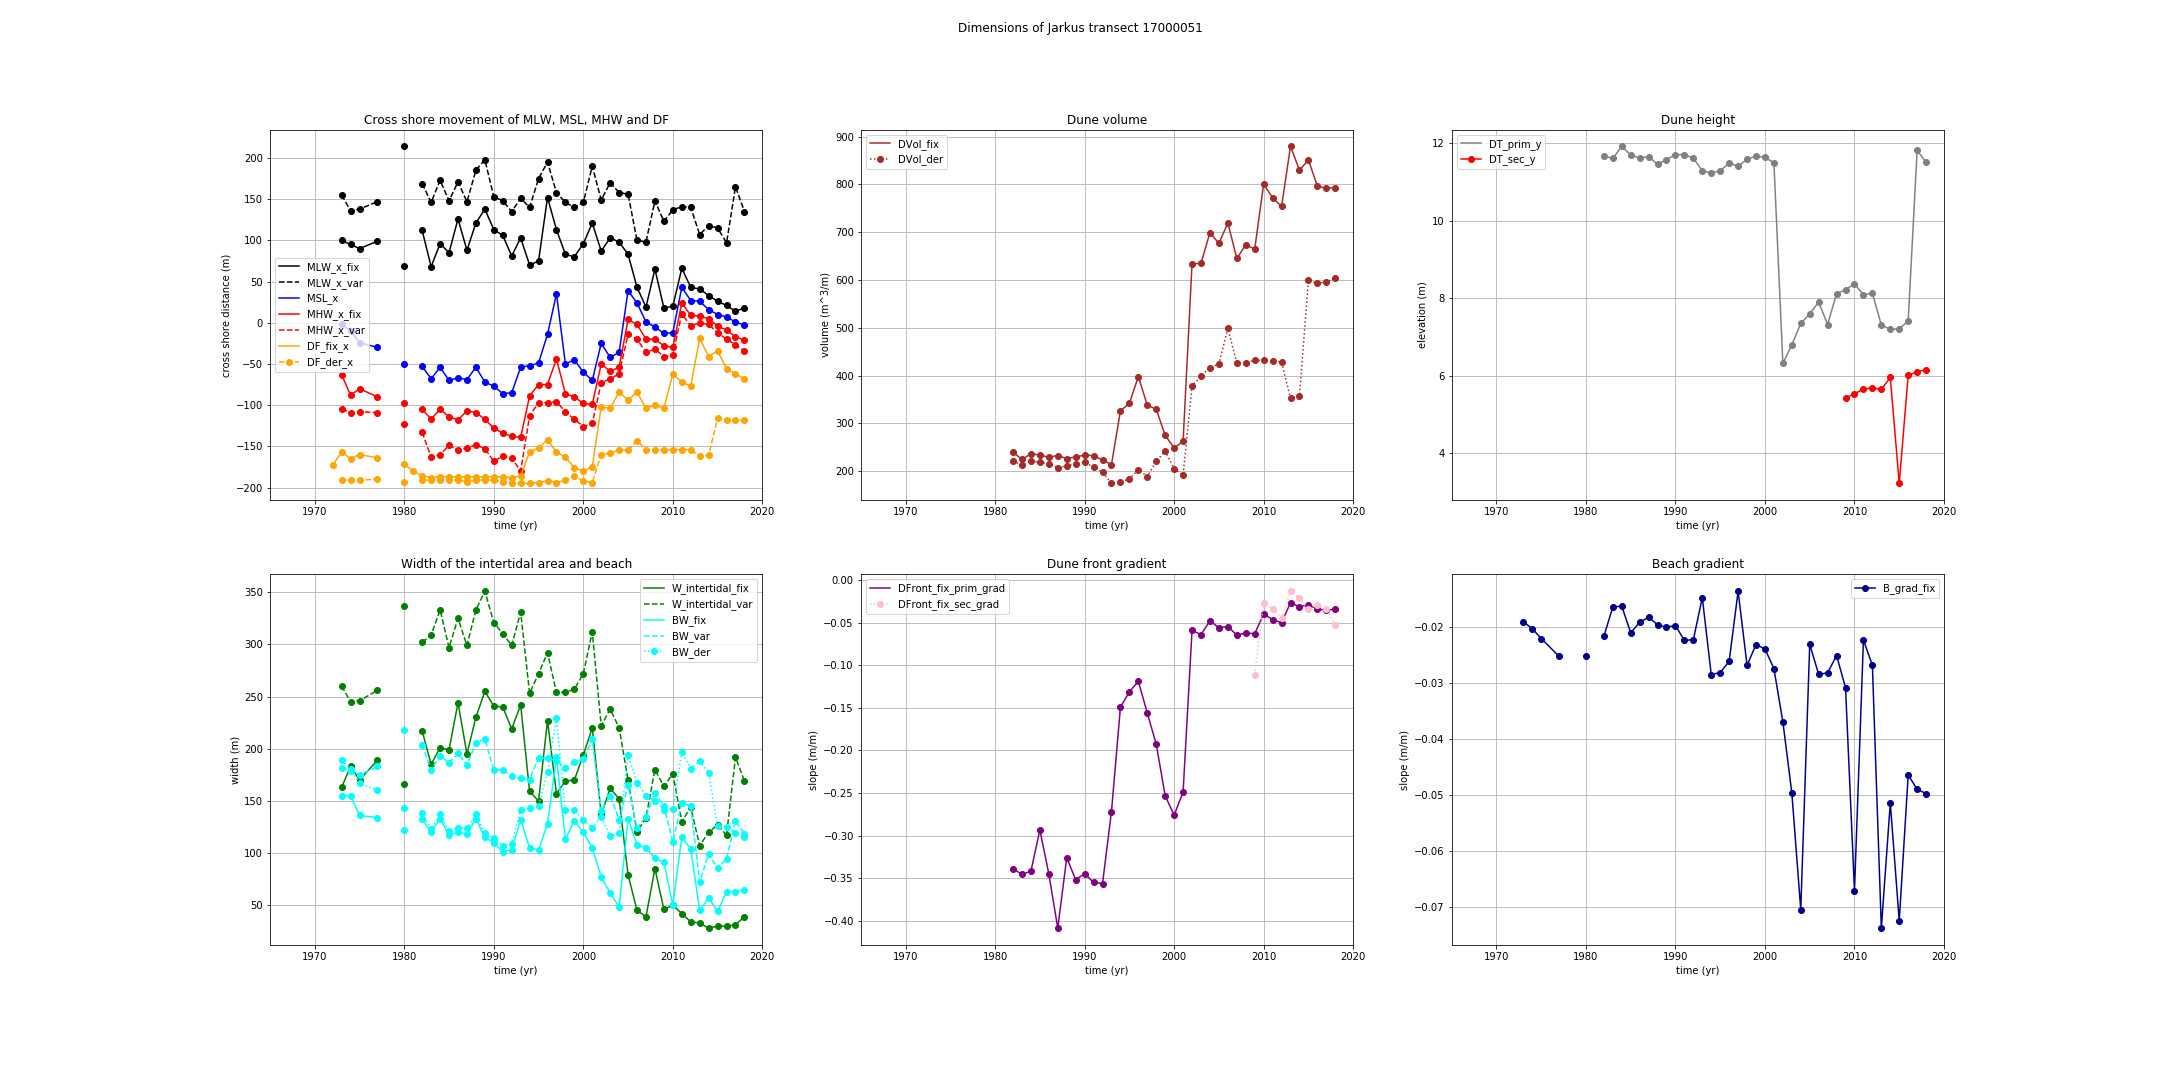 Dimensions of Jarkus transect 17000051
Cross shore movement of MLW, MSL, MHW and DF
cross shore distance (m)
200
150
100
50
0
−50
−100
−150
−200
MLW_x_fix
MLW_x_var
MSL_x
MHW_x_fix
MHW_x_var
DF_fix_x
DF_der_x
1970 1980 1990 2000 2010 2020
time (yr)
Dune volume
volume (m^3/m)
900
800
700
600
500
400
300
200
DVol_fix
DVol_der
1970 1980 1990 2000 2010 2020
time (yr)
Dune height
elevation (m)
12
10
8
6
4
DT_prim_y
DT_sec_y
1970 1980 1990 2000 2010 2020
time (yr)
Width of the intertidal area and beach
width (m)
350
300
250
200
150
100
50
W_intertidal_fix
W_intertidal_var
BW_fix
BW_var
BW_der
1970 1980 1990 2000 2010 2020
time (yr)
Dune front gradient
slope (m/m)
0.00
−0.05
−0.10
−0.15
−0.20
−0.25
−0.30
−0.35
−0.40
DFront_fix_prim_grad
DFront_fix_sec_grad
1970 1980 1990 2000 2010 2020
time (yr)
Beach gradient
slope (m/m)
−0.02
−0.03
−0.04
−0.05
−0.06
−0.07
B_grad_fix
1970 1980 1990 2000 2010 2020
time (yr)